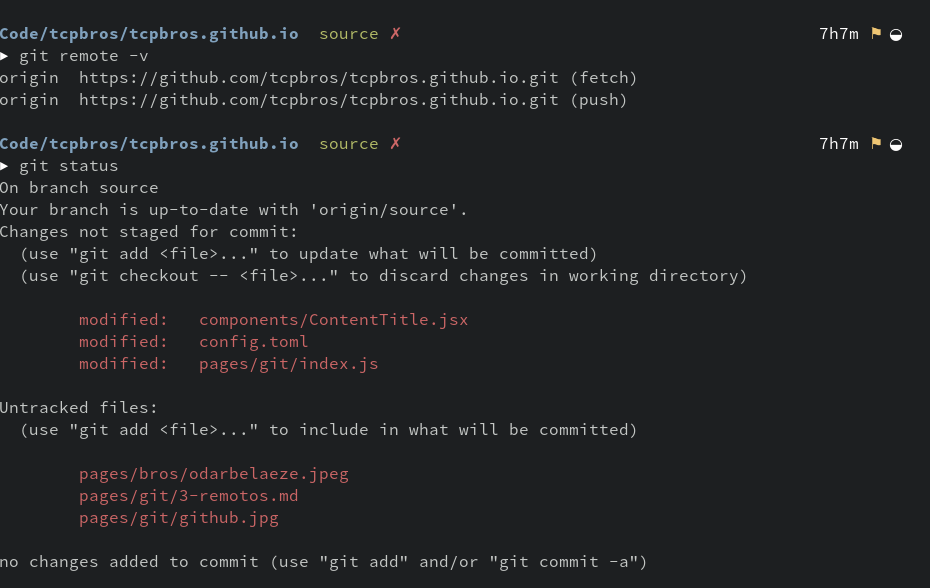 Code/tcpbros/tcpbros.github.io source ✗ 7h7m
▶ git remote -v
origin https://github.com/tcpbros/tcpbros.github.io.git (fetch)
origin https://github.com/tcpbros/tcpbros.github.io.git (push)
Code/tcpbros/tcpbros.github.io source ✗ 7h7m
▶ git status
On branch source
Your branch is up-to-date with 'origin/source'.
Changes not staged for commit:
(use "git add <file>..." to update what will be committed)
(use "git checkout -- <file>..." to discard changes in working directory)
modified: components/ContentTitle.jsx
modified: config.toml
modified: pages/git/index.js
Untracked files:
(use "git add <file>..." to include in what will be committed)
pages/bros/odarbelaeze.jpeg
pages/git/3-remotos.md
pages/git/github.jpg
no changes added to commit (use "git add" and/or "git commit -a")